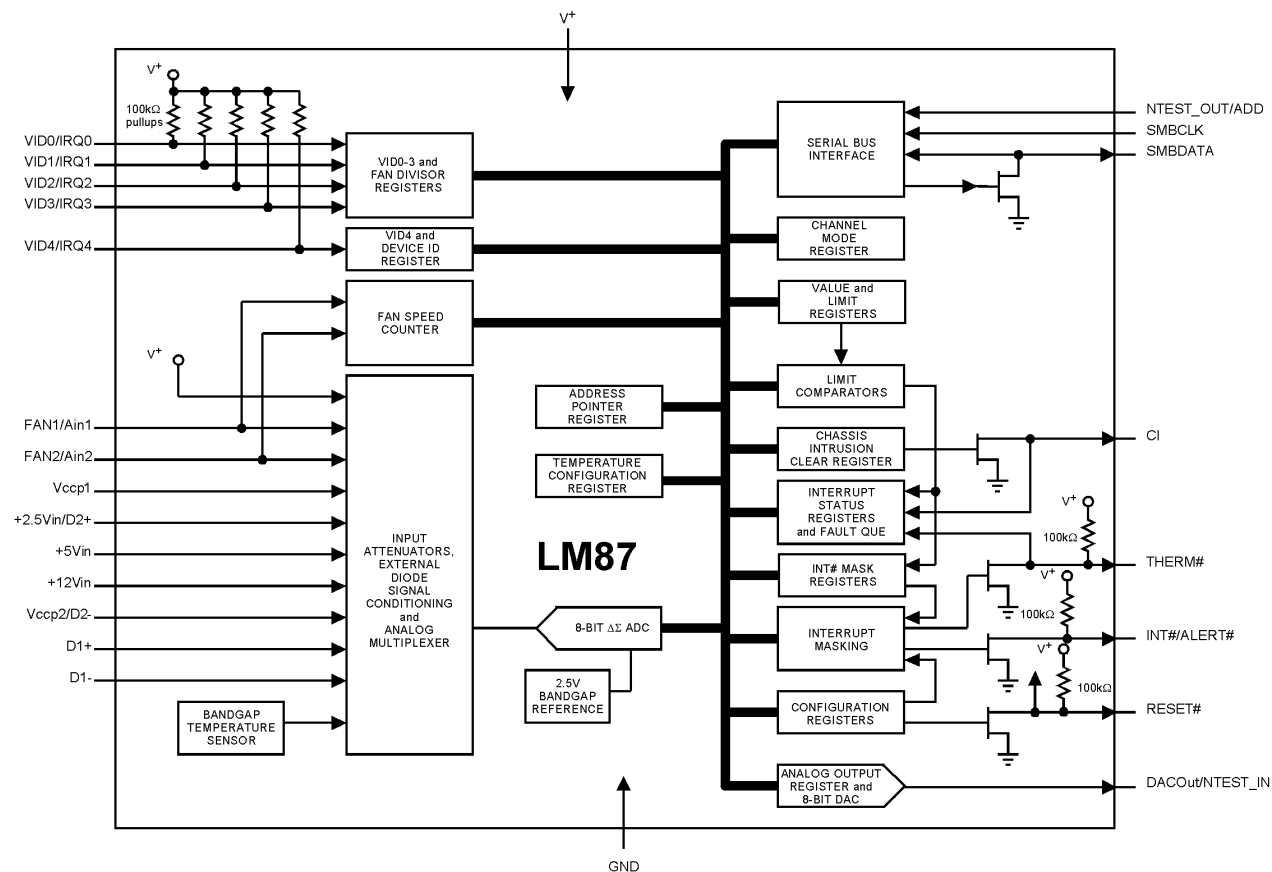 V+
V+
100kΩ
pullups
VID0/IRQ0
VID1/IRQ1
VID2/IRQ2
VID3/IRQ3
VID4/IRQ4
VID0-3 and
FAN DIVISOR
REGISTERS
VID4 and
DEVICE ID
REGISTER
FAN SPEED
COUNTER
V+
FAN1/Ain1
FAN2/Ain2
Vccp1
+2.5Vin/D2+
+5Vin
+12Vin
Vccp2/D2-
D1+
D1-
INPUT
ATTENUATORS,
EXTERNAL
DIODE
SIGNAL
CONDITIONING
and
ANALOG
MULTIPLEXER
BANDGAP
TEMPERATURE
SENSOR
ADDRESS
POINTER
REGISTER
TEMPERATURE
CONFIGURATION
REGISTER
LM87
8-BIT ΔΣ ADC
2.5V
BANDGAP
REFERENCE
GND
SERIAL BUS
INTERFACE
CHANNEL
MODE
REGISTER
VALUE and
LIMIT
REGISTERS
LIMIT
COMPARATORS
CHASSIS
INTRUSION
CLEAR REGISTER
INTERRUPT
STATUS
REGISTERS
and FAULT QUE
INT# MASK
REGISTERS
INTERRUPT
MASKING
CONFIGURATION
REGISTERS
ANALOG OUTPUT
REGISTER and
8-BIT DAC
NTEST_OUT/ADD
SMBCLK
SMBDATA
CI
V+
100kΩ
THERM#
V+
100kΩ
INT#/ALERT#
V+
100kΩ
RESET#
DACOut/NTEST_IN